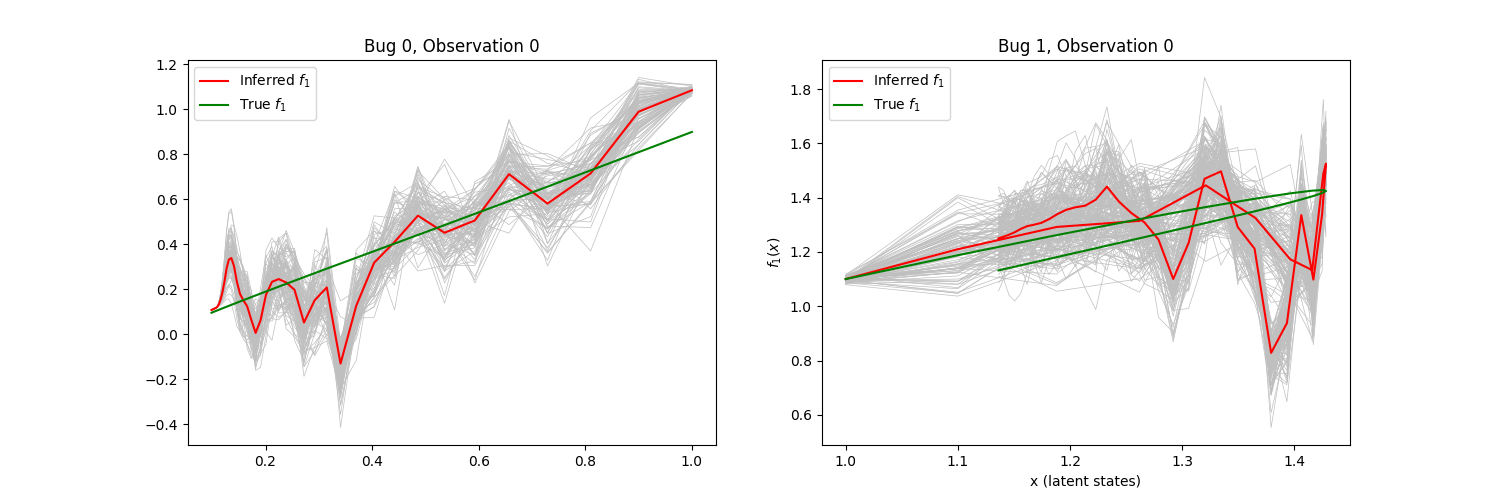 Bug 0, Observation 0
Inferred f₁
True f₁
1.2
1.0
0.8
0.6
0.4
0.2
0.0
−0.2
−0.4
0.2 0.4 0.6 0.8 1.0
Bug 1, Observation 0
Inferred f₁
True f₁
f₁(x)
1.8
1.6
1.4
1.2
1.0
0.8
0.6
1.0 1.1 1.2 1.3 1.4
x (latent states)